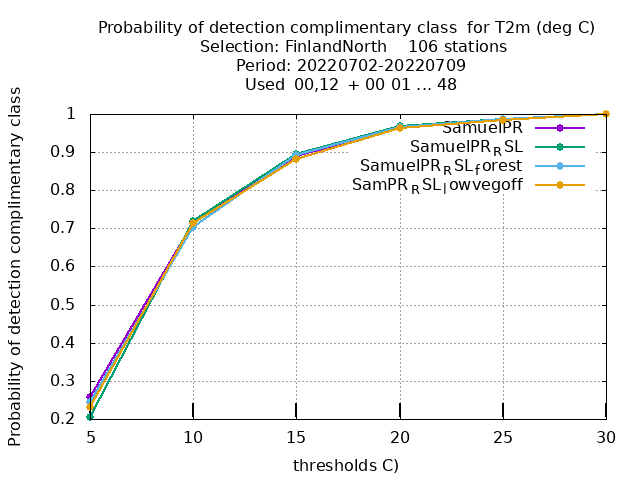 Probability of detection complimentary class for T2m (deg C)
Selection: FinlandNorth 106 stations
Period: 20220702-20220709
Used 00,12 + 00 01 ... 48
Probability of detection complimentary class
1
0.9
0.8
0.7
0.6
0.5
0.4
0.3
0.2
SamuelPR
SamuelPR_RSL
SamuelPR_RSL_forest
SamPR_RSL_lowvegoff
5 10 15 20 25 30
thresholds C)